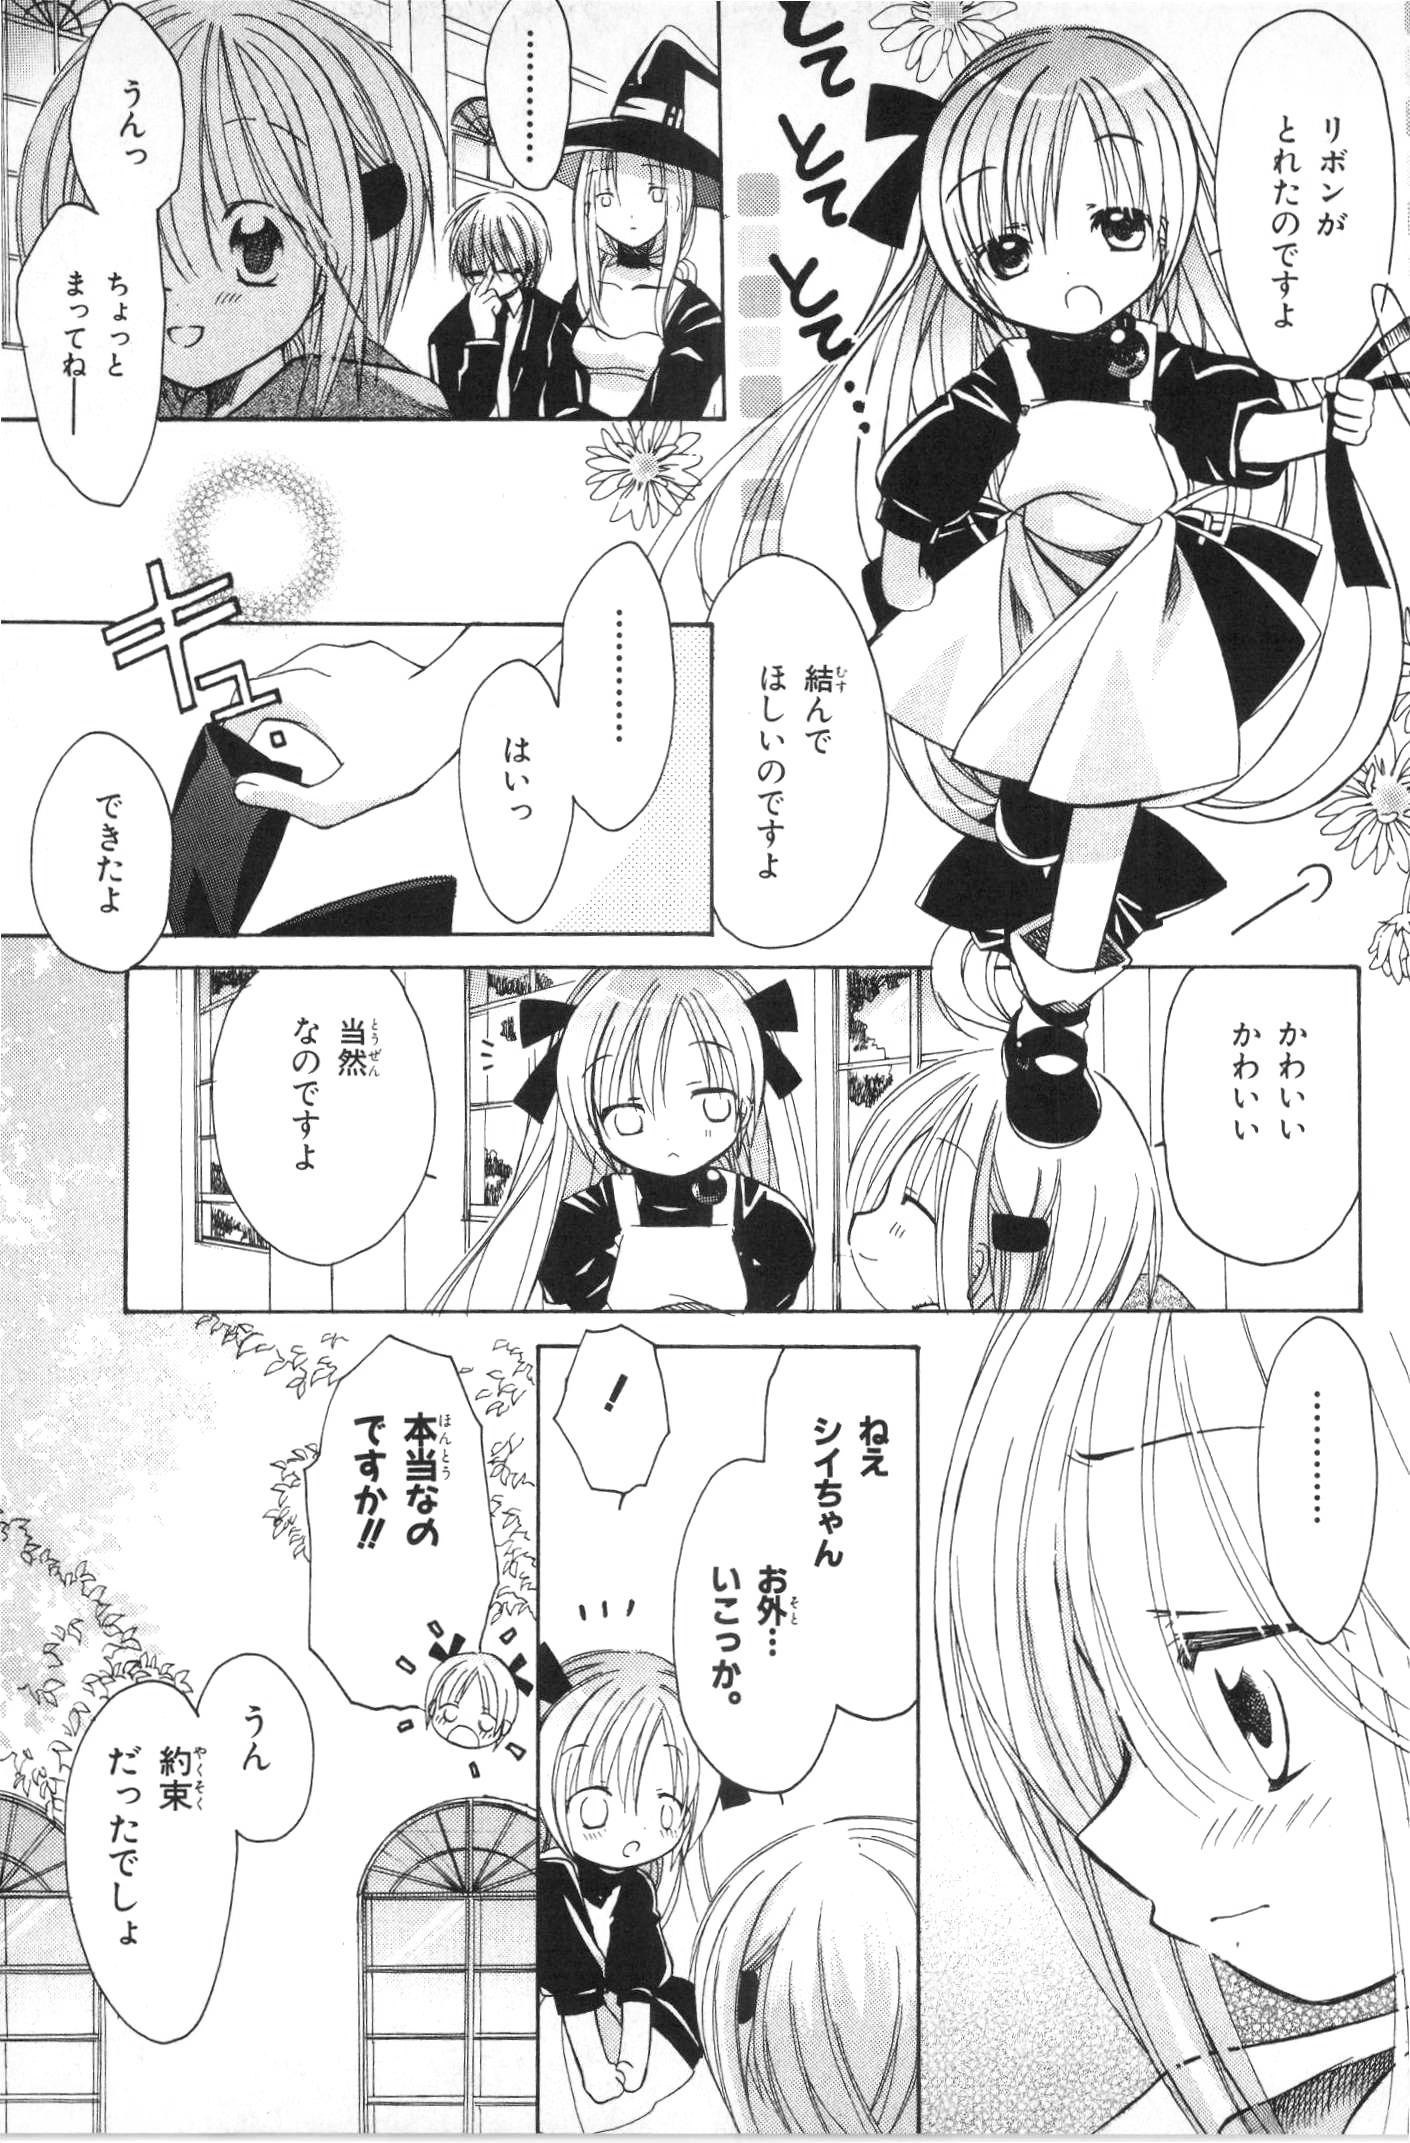 リボンが
とれたのですよ
とてとてとて
結んで
ほしいのですよ
…………
うんっ
ちょっと
まってねー
…………
はいっ
キュ
できたよ
かわいい
かわいい
当然
なのですよ
…………
ねえ
シイちゃん
お外…
いこっか。
！
本当なの
ですか!!
うん
約束
だったでしょ